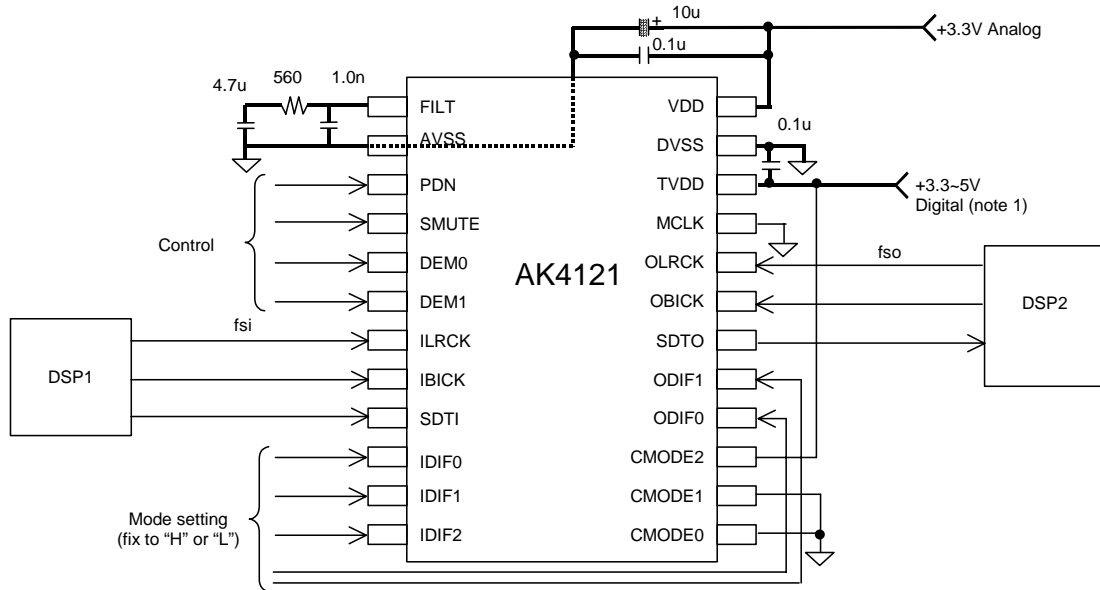 10u
+
+3.3V Analog
0.1u
4.7u
560
1.0n
FILT
VDD
AVSS
DVSS
0.1u
PDN
TVDD
+3.3~5V
Digital (note 1)
SMUTE
MCLK
Control
DEM0
OLRCK
fso
AK4121
DEM1
OBICK
DSP2
fsi
ILRCK
SDTO
DSP1
IBICK
ODIF1
SDTI
ODIF0
IDIF0
CMODE2
IDIF1
CMODE1
Mode setting
(fix to “H” or “L”)
IDIF2
CMODE0